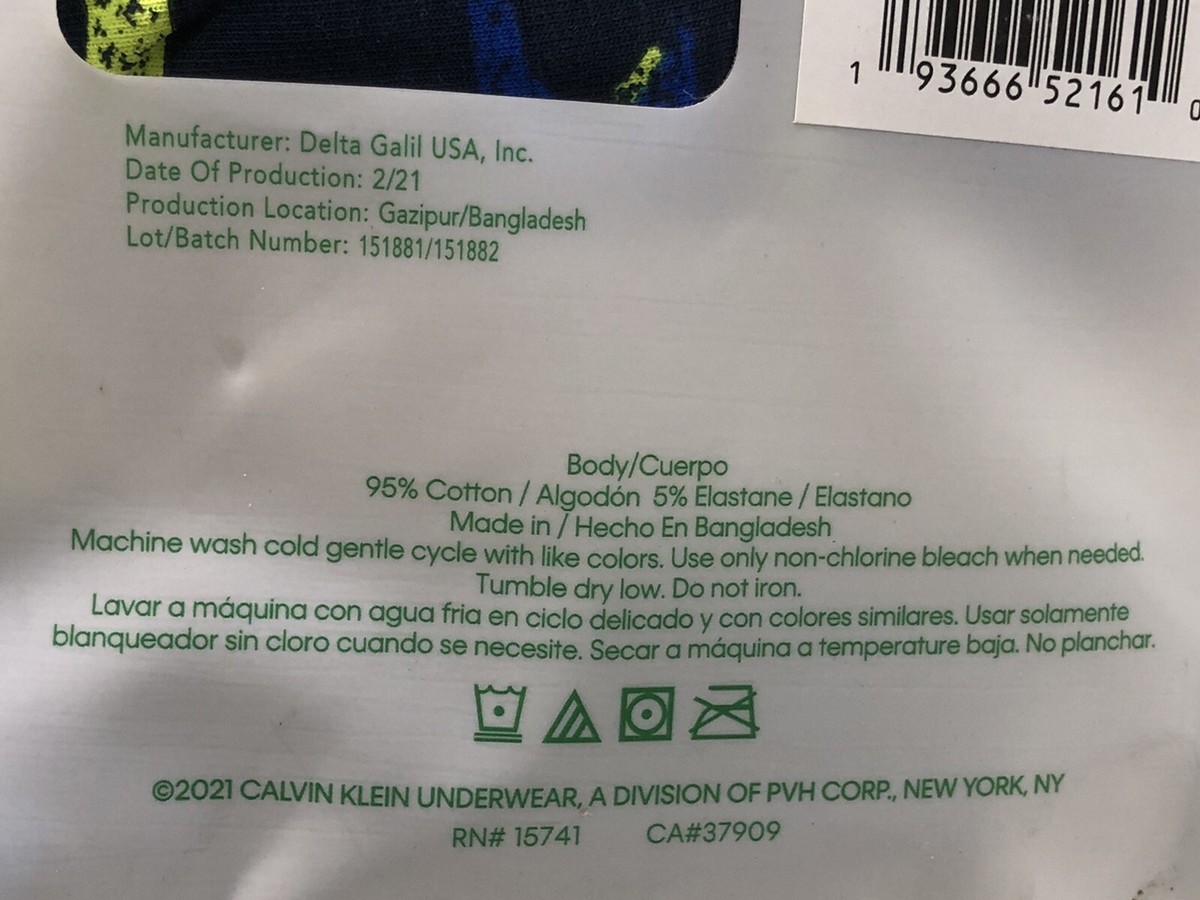 1 93666 52161 0
Manufacturer: Delta Galil USA, Inc.
Date Of Production: 2/21
Production Location: Gazipur/Bangladesh
Lot/Batch Number: 151881/151882
Body/Cuerpo
95% Cotton / Algodón 5% Elastane / Elastano
Made in / Hecho En Bangladesh
Machine wash cold gentle cycle with like colors. Use only non-chlorine bleach when needed.
Tumble dry low. Do not iron.
Lavar a máquina con agua fria en ciclo delicado y con colores similares. Usar solamente
blanqueador sin cloro cuando se necesite. Secar a máquina a temperature baja. No planchar.
©2021 CALVIN KLEIN UNDERWEAR, A DIVISION OF PVH CORP., NEW YORK, NY
RN# 15741 CA#37909